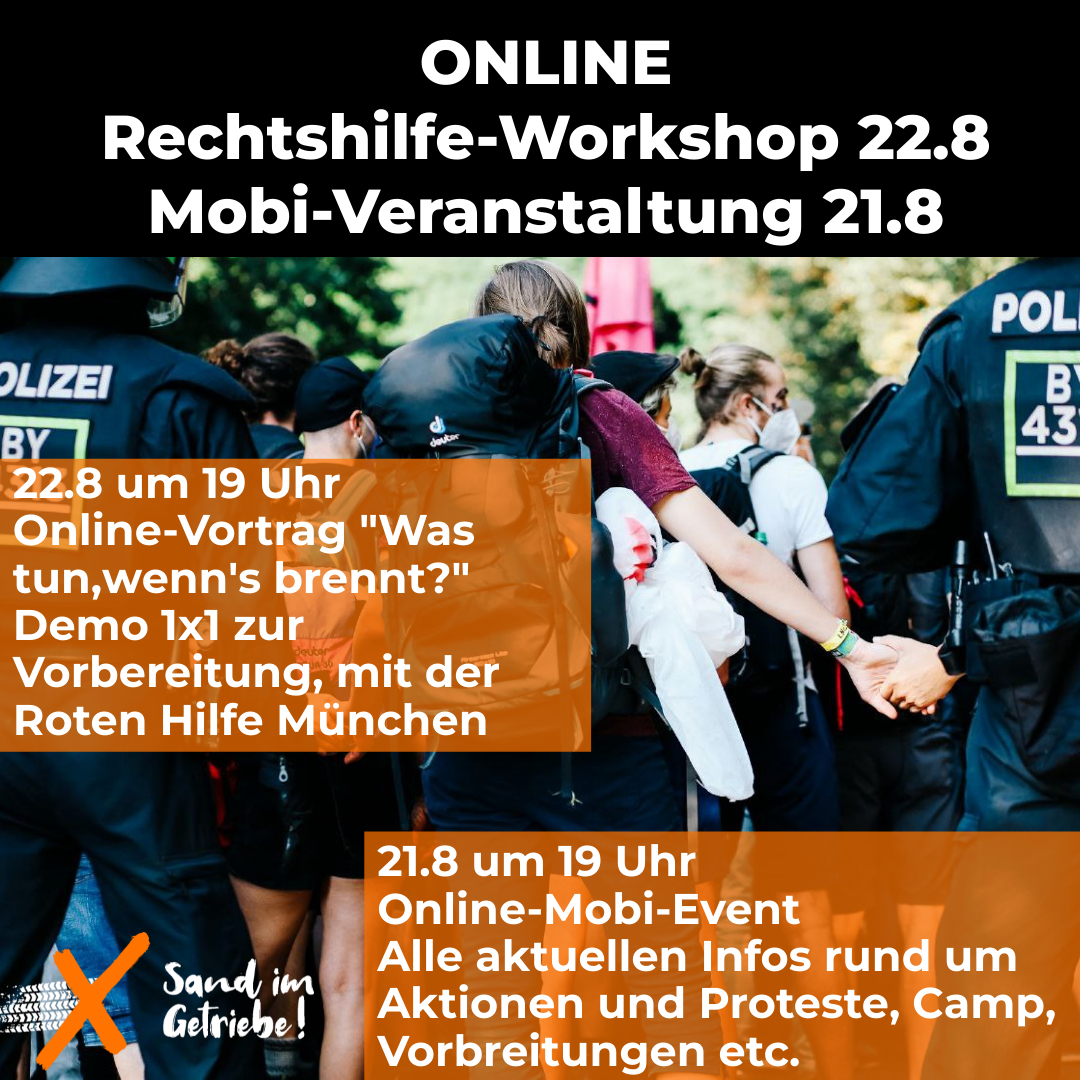 ONLINE
Rechtshilfe-Workshop 22.8
Mobi-Veranstaltung 21.8
POL
OLIZEI
BY
43
BY
deuter
22.8 um 19 Uhr
Online-Vortrag "Was
tun,wenn's brennt?"
Demo 1x1 zur
Vorbereitung, mit der
Roten Hilfe München
deuter
21.8 um 19 Uhr
Online-Mobi-Event
Alle aktuellen Infos rund um
Aktionen und Proteste, Camp,
Vorbreitungen etc.
Sand im
Getriebe!